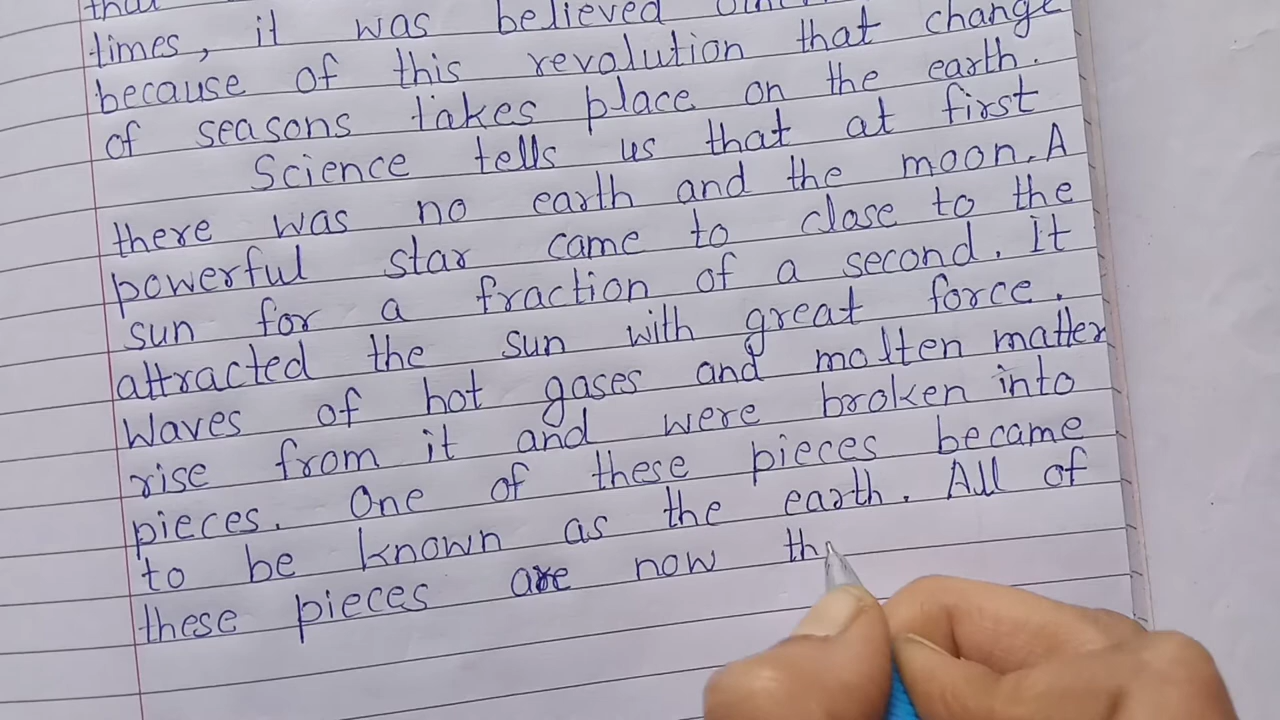 times, it was believed
because of this revolution that change
of seasons takes place on the earth.
Science tells us that at first
there was no earth and the moon. A
powerful star came to close to the
sun for a fraction of a second. It
attracted the sun with great force.
Waves of hot gases and molten matter
rise from it and were broken into
pieces. One of these pieces became
to be known as the earth. All of
these pieces are now